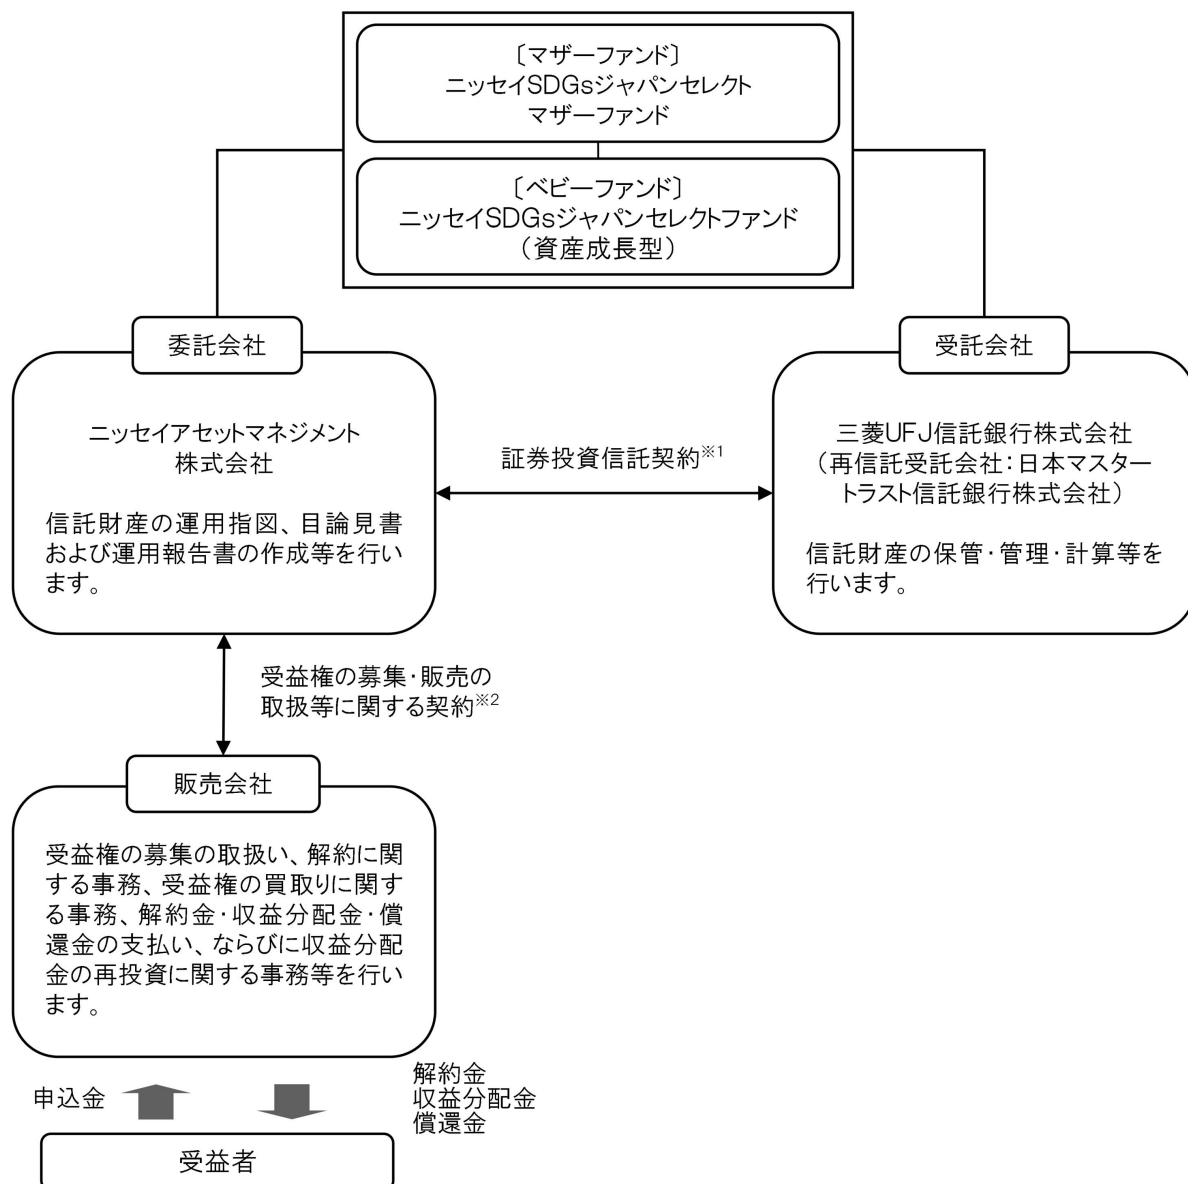 〔マザーファンド〕
ニッセイSDGsジャパンセレクト
マザーファンド
〔ベビーファンド〕
ニッセイSDGsジャパンセレクトファンド
（資産成長型）
委託会社
ニッセイアセットマネジメント
株式会社
信託財産の運用指図、目論見書
および運用報告書の作成等を行い
ます。
証券投資信託契約※1
受託会社
三菱UFJ信託銀行株式会社
（再信託受託会社：日本マスター
トラスト信託銀行株式会社）
信託財産の保管・管理・計算等を
行います。
受益権の募集・販売の
取扱等に関する契約※2
販売会社
受益権の募集の取扱い、解約に関
する事務、受益権の買取りに関す
る事務、解約金・収益分配金・償
還金の支払い、ならびに収益分配
金の再投資に関する事務等を行い
ます。
申込金
解約金
収益分配金
償還金
受益者